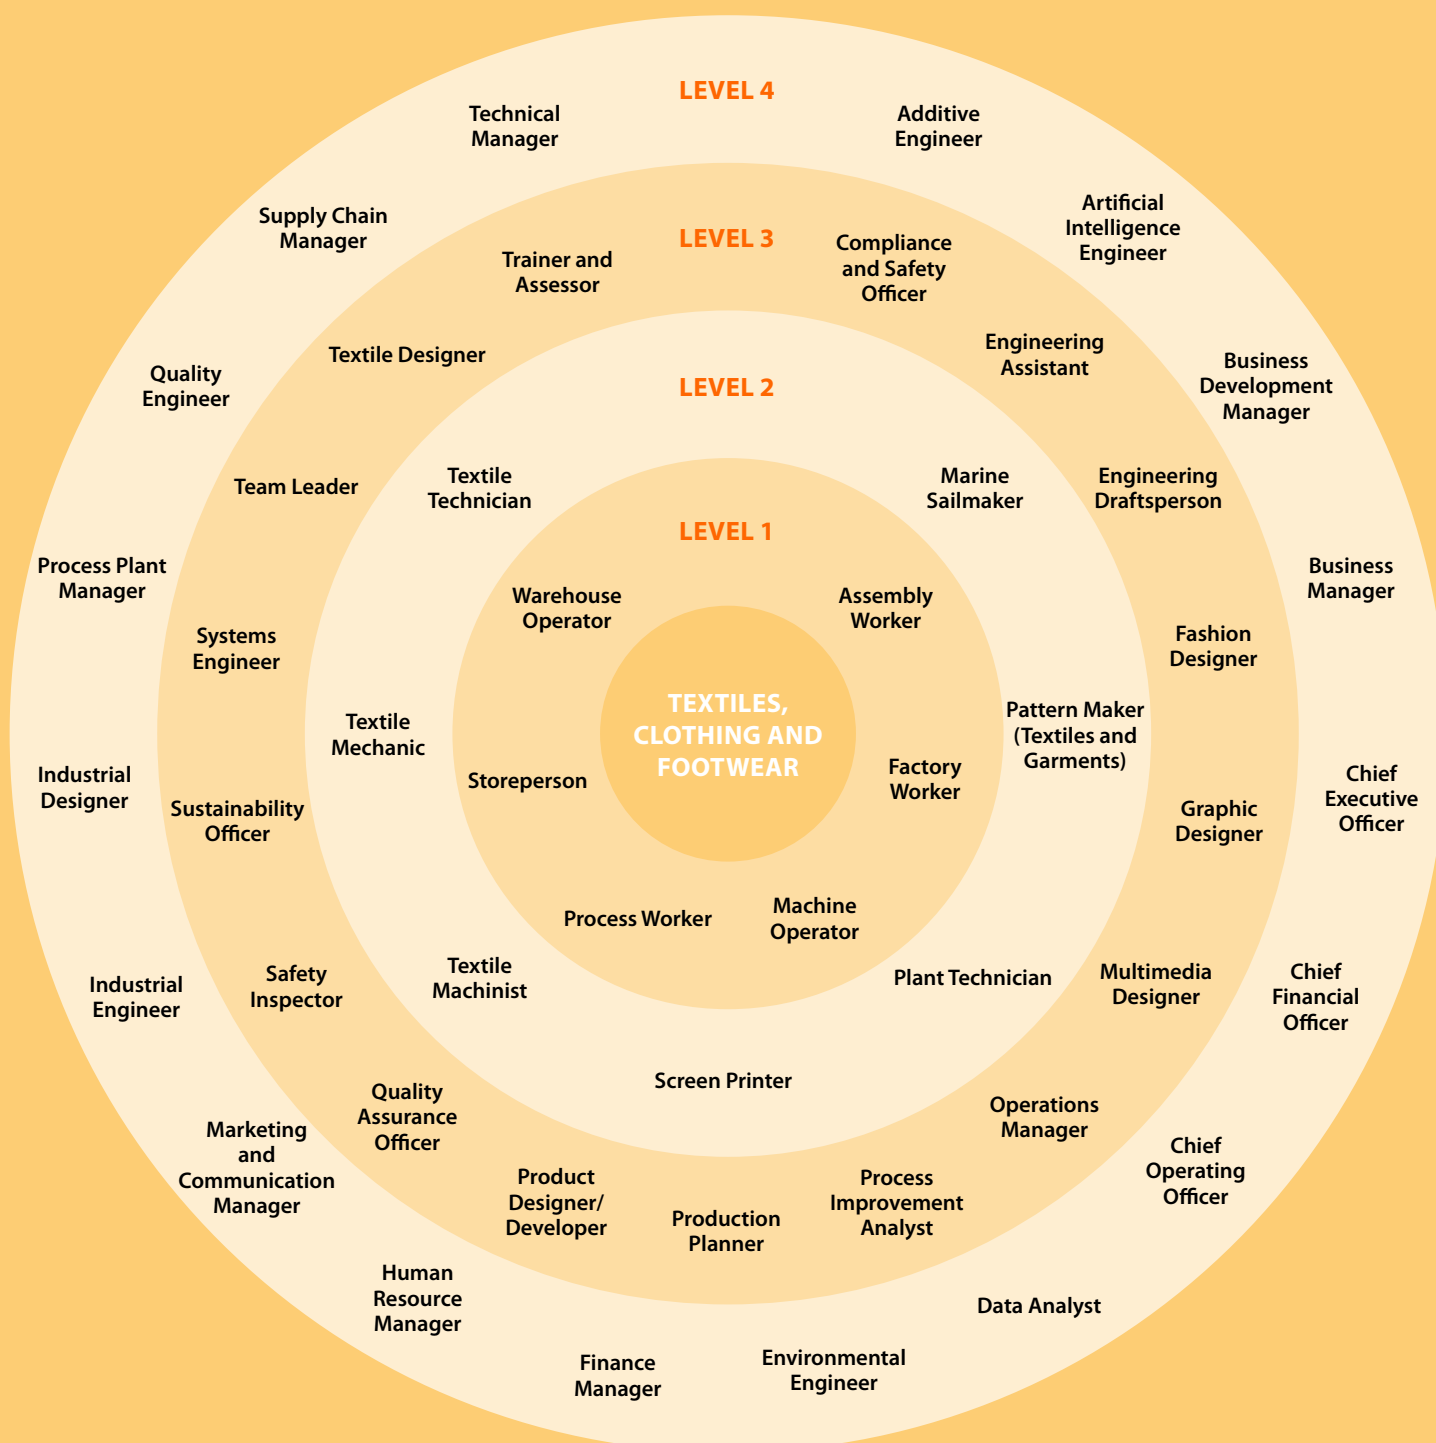 LEVEL 4
Technical
Manager
Additive
Engineer
Artificial
Intelligence
Engineer
Business
Development
Manager
Business
Manager
Chief
Executive
Officer
Chief
Financial
Officer
Chief
Operating
Officer
Data Analyst
Environmental
Engineer
Finance
Manager
Human
Resource
Manager
Marketing
and
Communication
Manager
Industrial
Engineer
Industrial
Designer
Process Plant
Manager
Quality
Engineer
Supply Chain
Manager
LEVEL 3
Compliance
and Safety
Officer
Engineering
Assistant
Engineering
Draftsperson
Fashion
Designer
Graphic
Designer
Multimedia
Designer
Operations
Manager
Process
Improvement
Analyst
Production
Planner
Product
Designer/
Developer
Quality
Assurance
Officer
Safety
Inspector
Sustainability
Officer
Systems
Engineer
Team Leader
Textile Designer
Trainer and
Assessor
LEVEL 2
Marine
Sailmaker
Pattern Maker
(Textiles and
Garments)
Plant Technician
Screen Printer
Textile
Machinist
Textile
Mechanic
Textile
Technician
LEVEL 1
Assembly
Worker
Factory
Worker
Machine
Operator
Process Worker
Storeperson
Warehouse
Operator
TEXTILES,
CLOTHING AND
FOOTWEAR